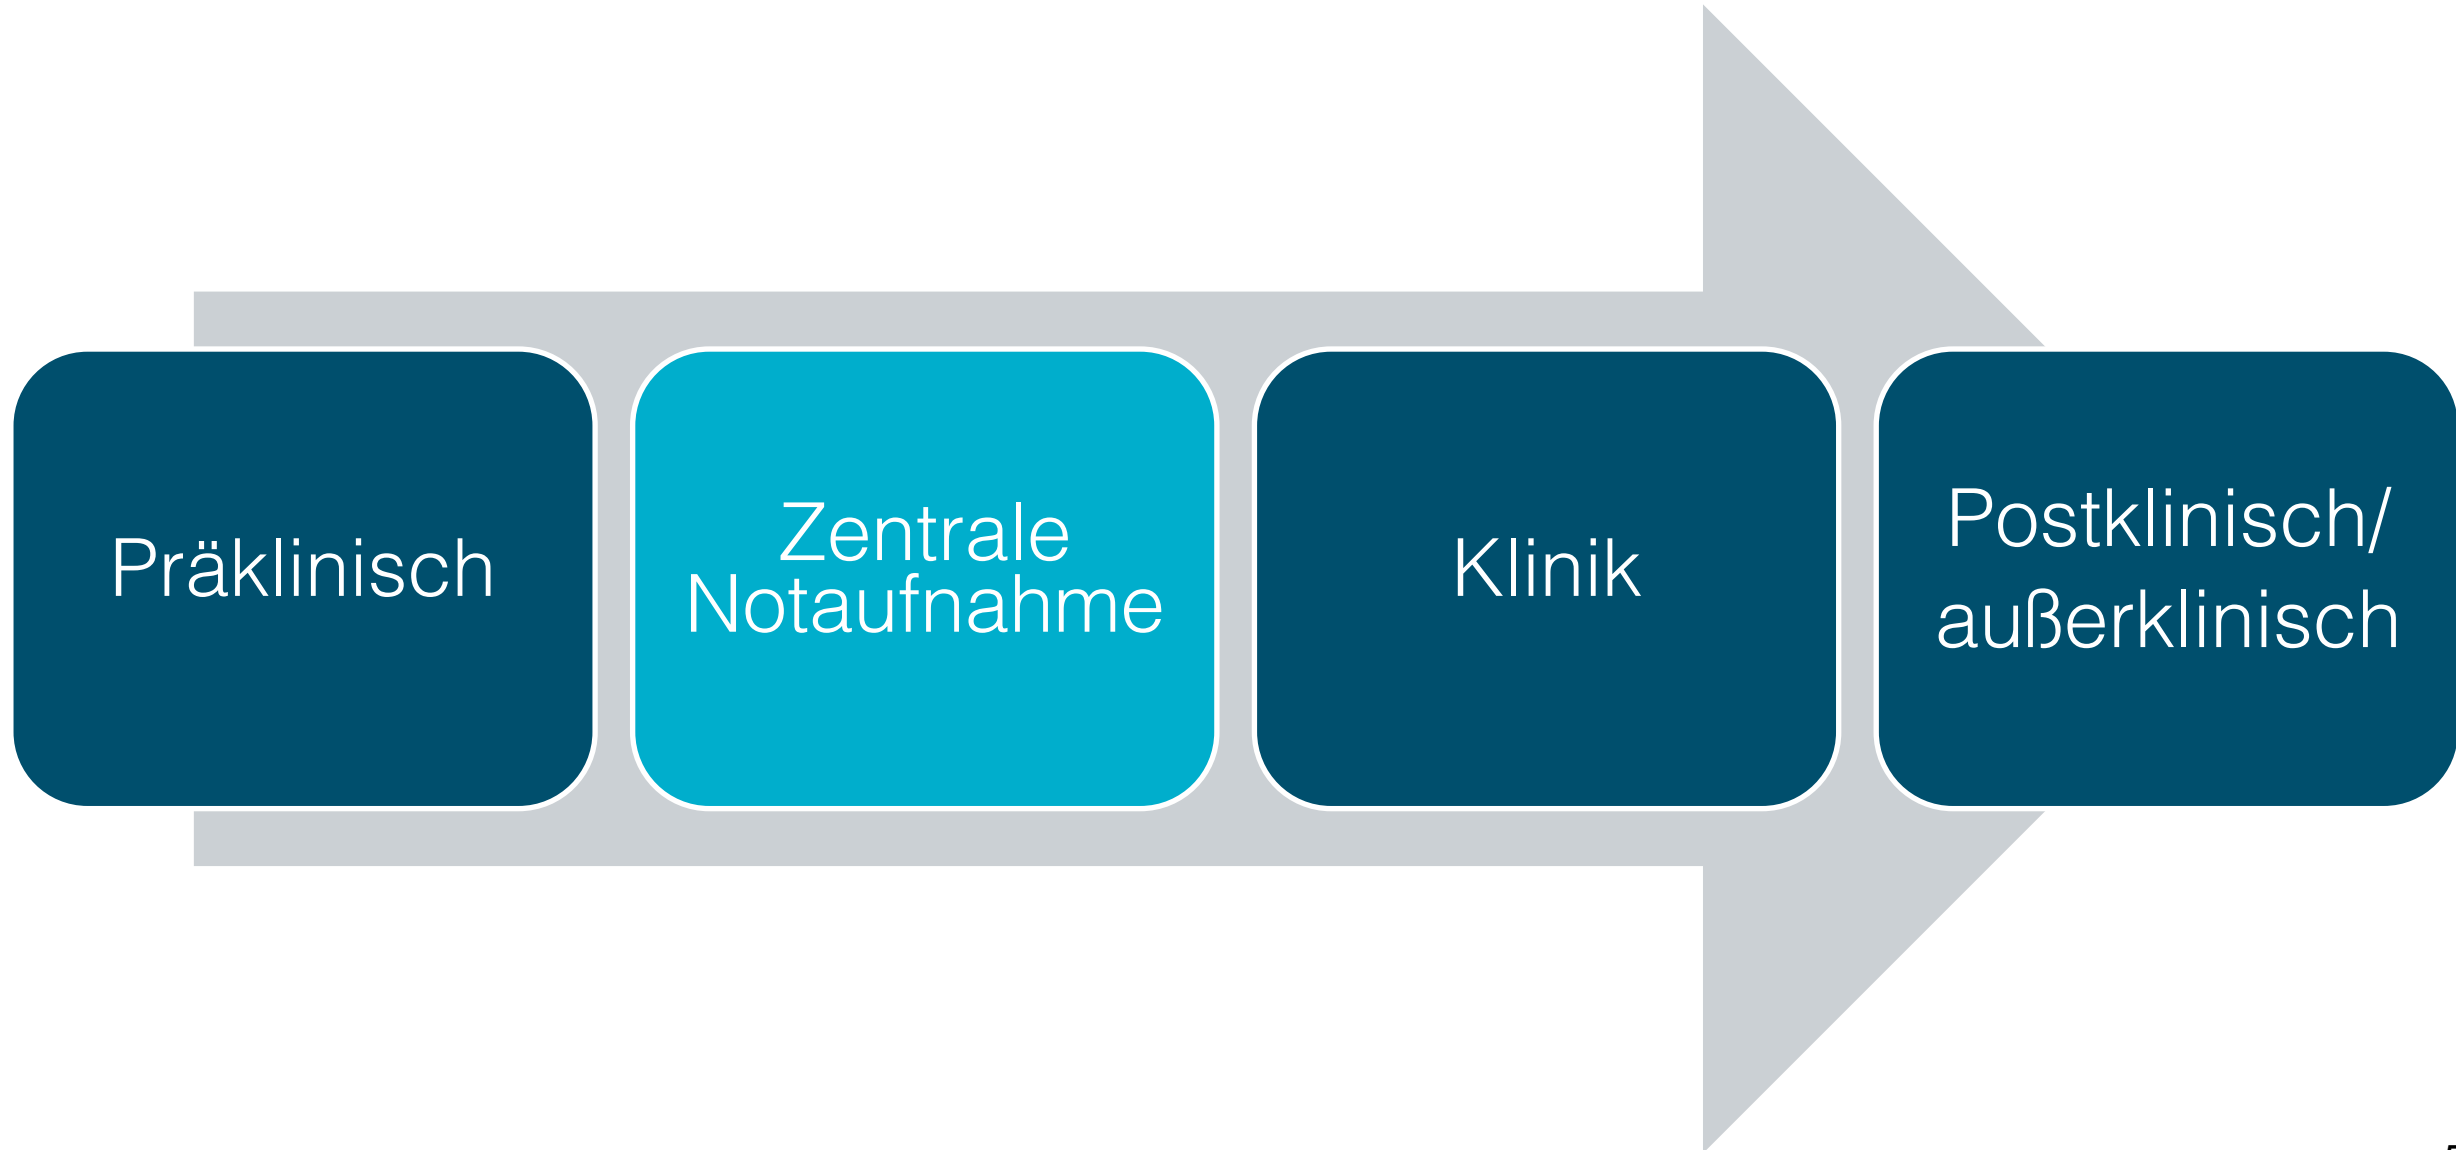 Präklinisch
Zentrale
Notaufnahme
Klinik
Postklinisch/
außerklinisch